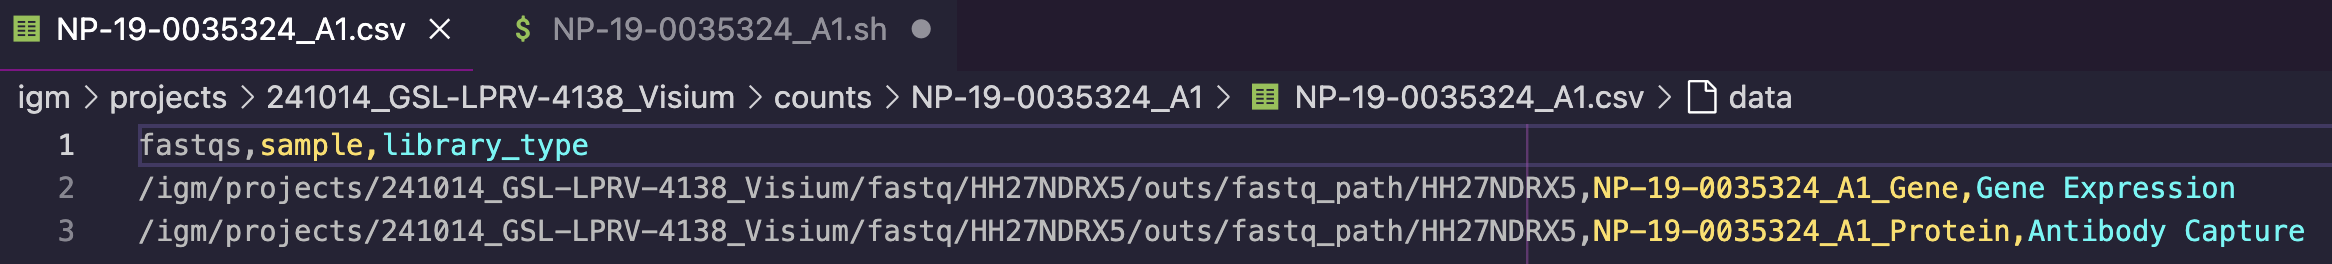 NP-19-0035324_A1.csv $ NP-19-0035324_A1.sh
igm > projects > 241014_GSL-LPRV-4138_Visium > counts > NP-19-0035324_A1 > NP-19-0035324_A1.csv > data
1 fastqs,sample,library_type
2 /igm/projects/241014_GSL-LPRV-4138_Visium/fastq/HH27NDRX5/outs/fastq_path/HH27NDRX5,NP-19-0035324_A1_Gene,Gene Expression
3 /igm/projects/241014_GSL-LPRV-4138_Visium/fastq/HH27NDRX5/outs/fastq_path/HH27NDRX5,NP-19-0035324_A1_Protein,Antibody Capture